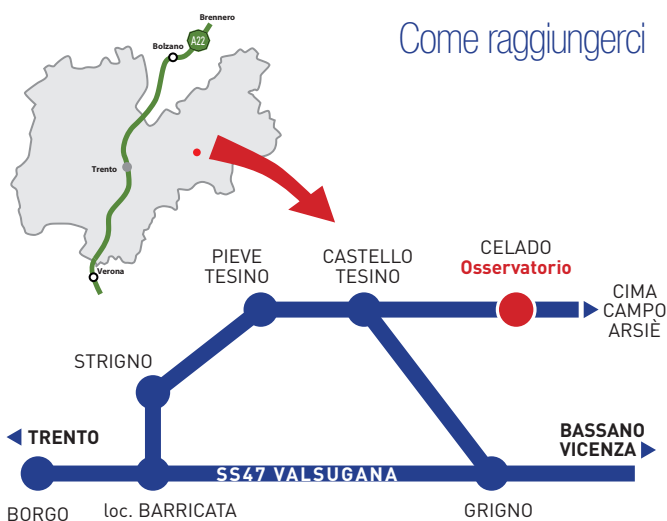 Come raggiungerci
Brennero
A22
Bolzano
Trento
Verona
PIEVE
TESINO
CASTELLO
TESINO
CELADO
Osservatorio
CIMA
CAMPO
ARSIÈ
STRIGNO
TRENTO
BASSANO
VICENZA
SS47 VALSUGANA
BORGO
loc. BARRICATA
GRIGNO